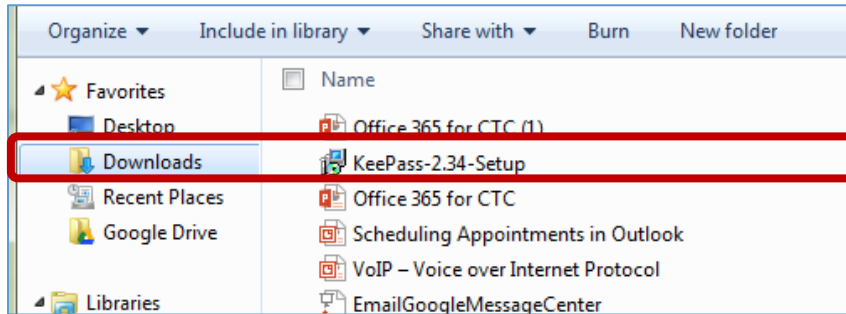 Organize Include in library Share with Burn New folder
Favorites
Desktop
Downloads
Recent Places
Google Drive
Libraries
Name
Office 365 for CTC (1)
KeePass-2.34-Setup
Office 365 for CTC
Scheduling Appointments in Outlook
VoIP – Voice over Internet Protocol
EmailGoogleMessageCenter